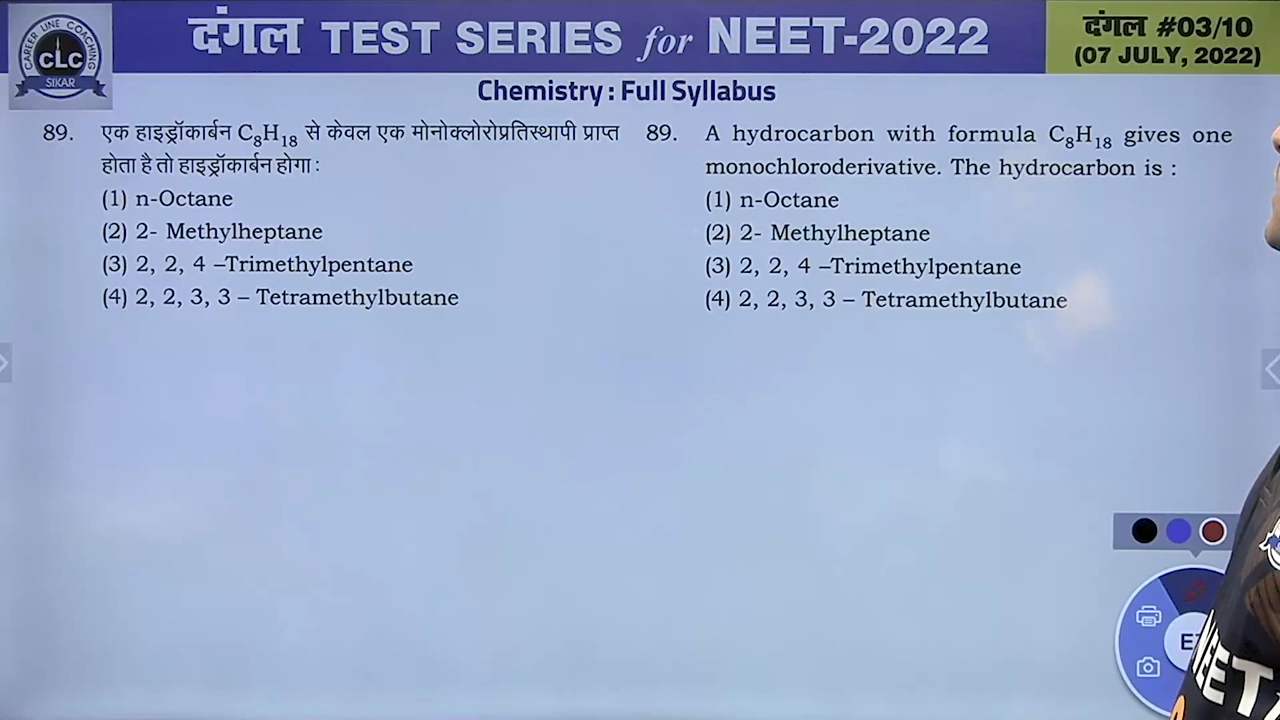 CAREER LINE COACHING
CLC
SIKAR
दंगल TEST SERIES for NEET-2022
दंगल #03/10
(07 JULY, 2022)
Chemistry : Full Syllabus
89. एक हाइड्रॉकार्बन C₈H₁₈ से केवल एक मोनोक्लोरोप्रतिस्थापी प्राप्त
होता है तो हाइड्रॉकार्बन होगा :
(1) n-Octane
(2) 2- Methylheptane
(3) 2, 2, 4 –Trimethylpentane
(4) 2, 2, 3, 3 – Tetramethylbutane
89. A hydrocarbon with formula C₈H₁₈ gives one
monochloroderivative. The hydrocarbon is :
(1) n-Octane
(2) 2- Methylheptane
(3) 2, 2, 4 –Trimethylpentane
(4) 2, 2, 3, 3 – Tetramethylbutane
NEET